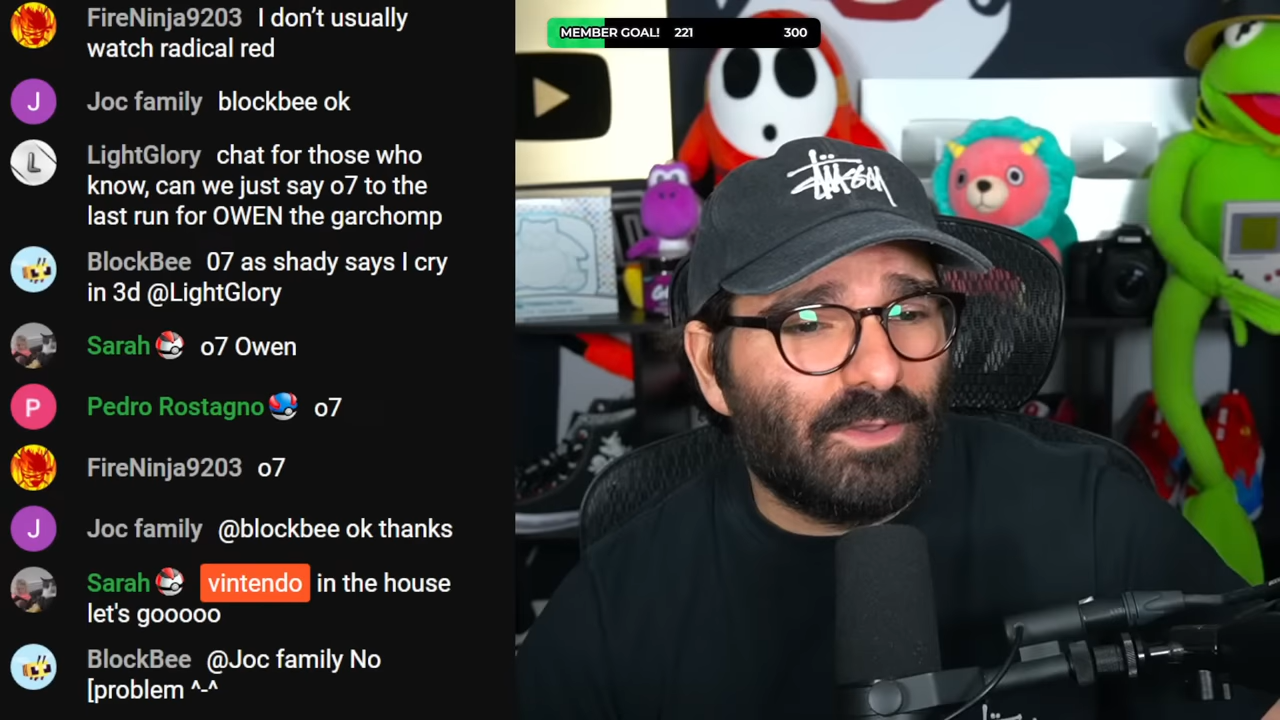 FireNinja9203 I don’t usually
watch radical red
Joc family blockbee ok
LightGlory chat for those who
know, can we just say o7 to the
last run for OWEN the garchomp
BlockBee 07 as shady says I cry
in 3d @LightGlory
Sarah o7 Owen
Pedro Rostagno o7
FireNinja9203 o7
Joc family @blockbee ok thanks
Sarah vintendo in the house
let's gooooo
BlockBee @Joc family No
[problem ^-^
MEMBER GOAL! 221 300
J
L
P
J
Stüssy